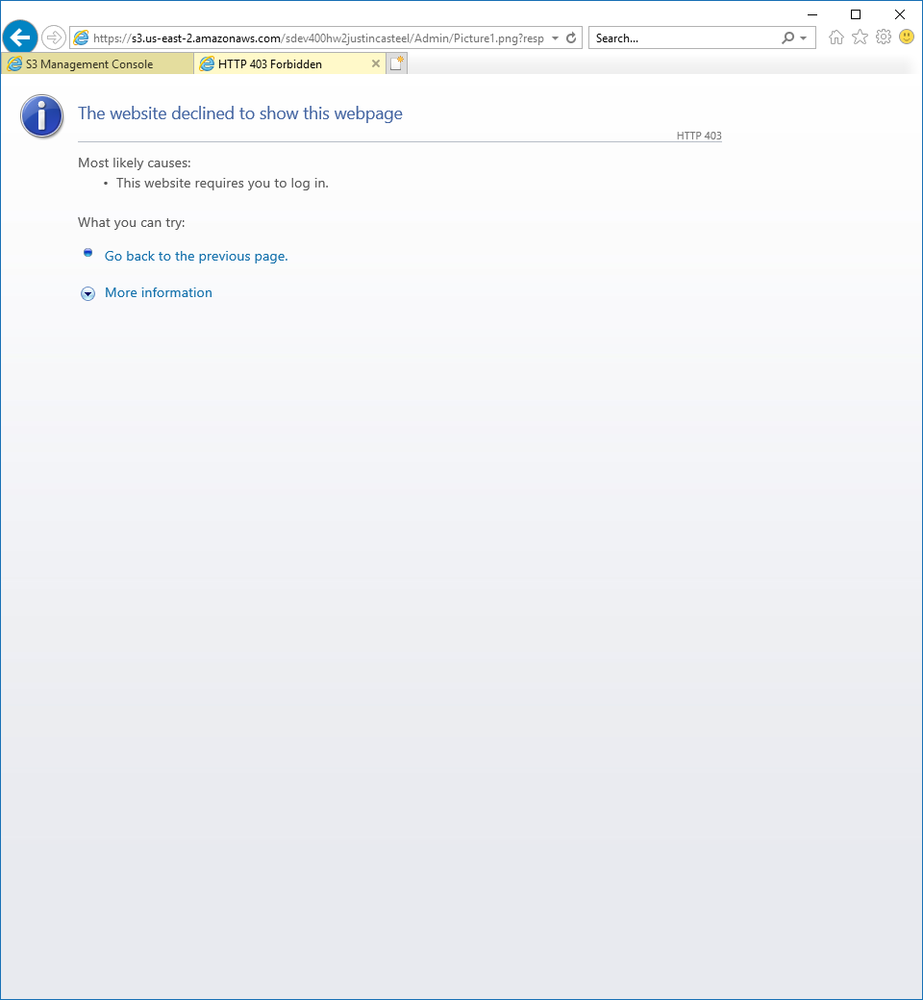 https://s3.us-east-2.amazonaws.com/sdev400hw2justincasteel/Admin/Picture1.png?resp
Search...
S3 Management Console
HTTP 403 Forbidden
The website declined to show this webpage
HTTP 403
Most likely causes:
• This website requires you to log in.
What you can try:
Go back to the previous page.
More information